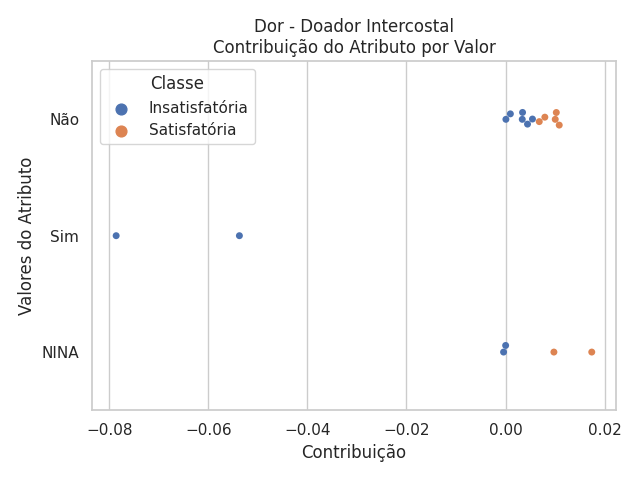 Dor - Doador Intercostal
Contribuição do Atributo por Valor
Classe
Insatisfatória
Satisfatória
Valores do Atributo
Não
Sim
NINA
−0.08 −0.06 −0.04 −0.02 0.00 0.02
Contribuição